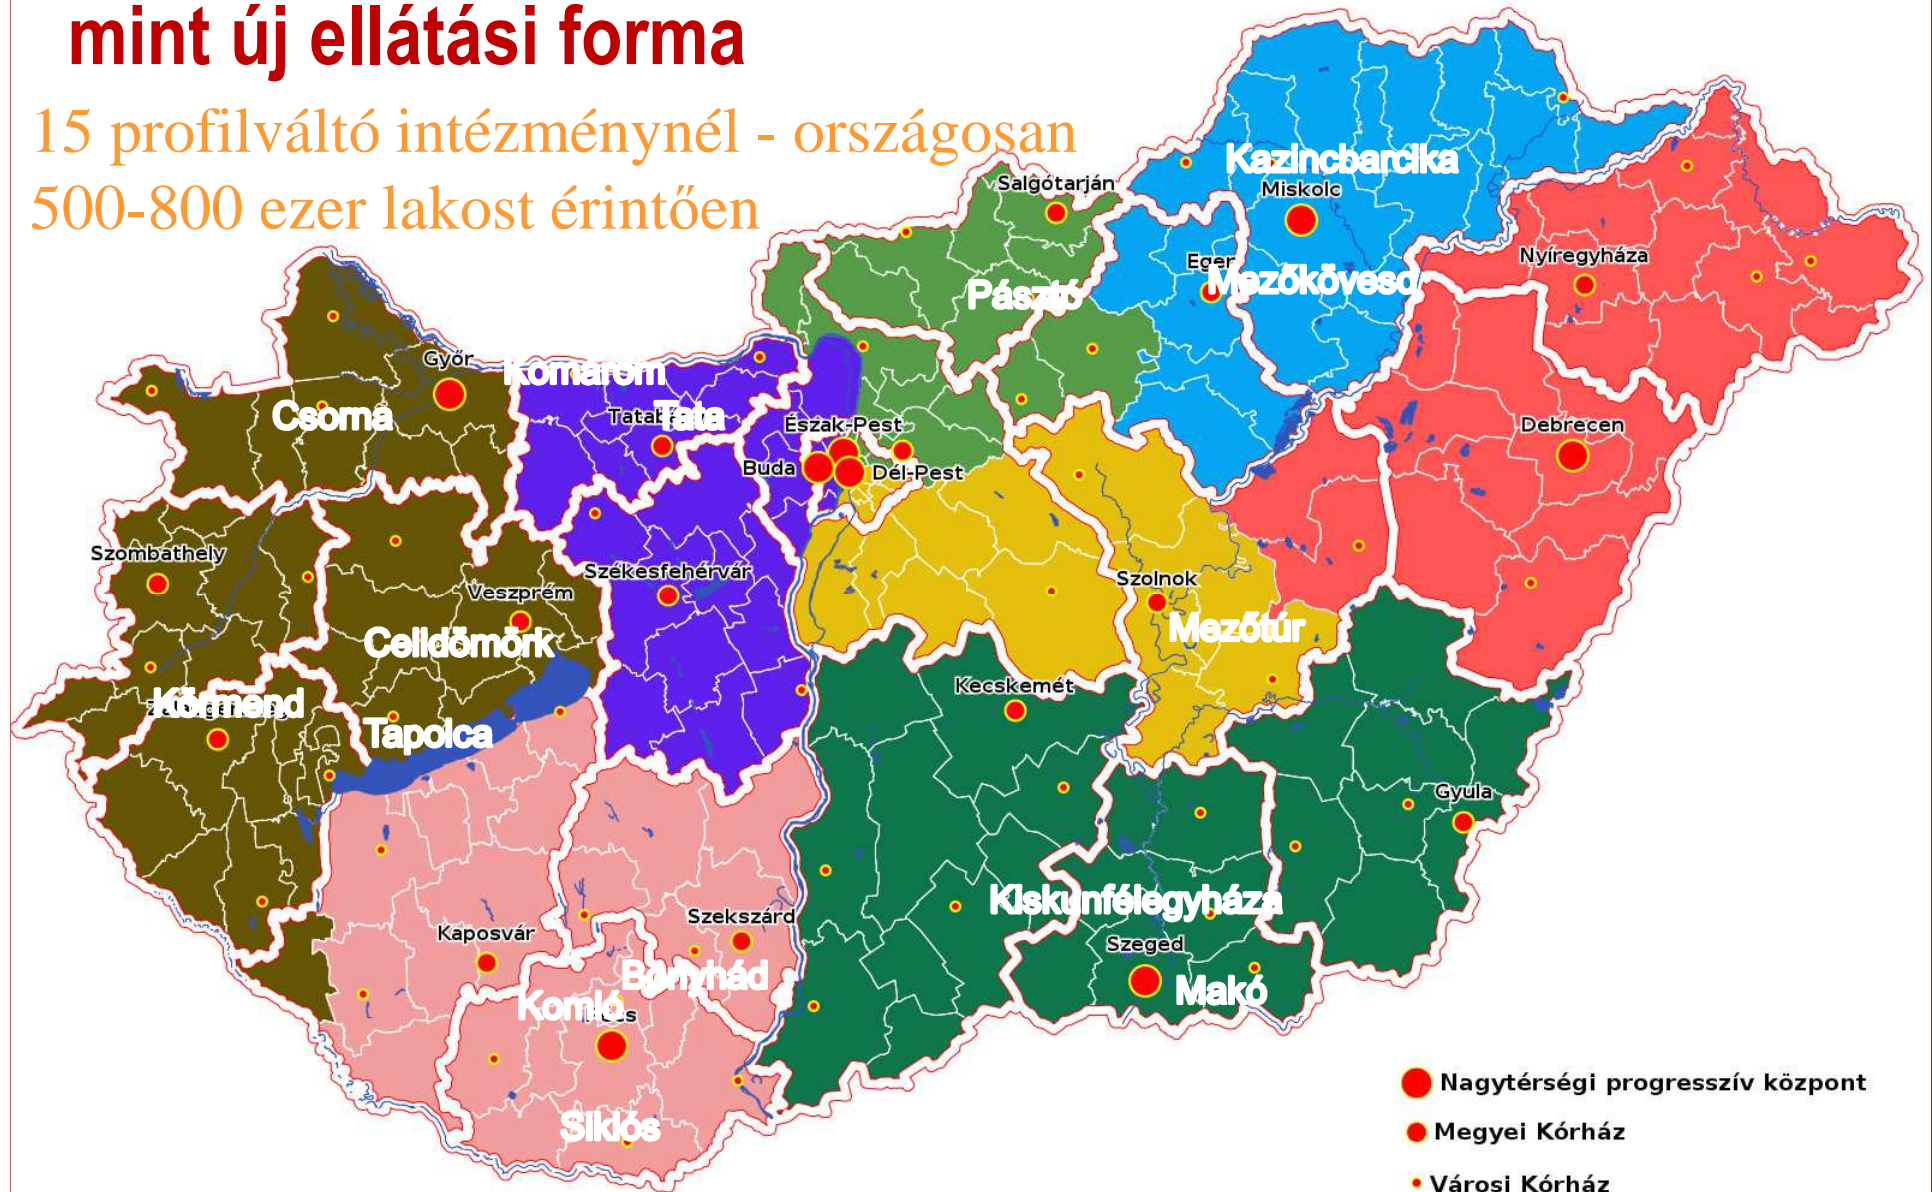 mint új ellátási forma
15 profilváltó intézménynél - országosan
500-800 ezer lakost érintően
Kazincbarcika
Salgótarján
Miskolc
Nyíregyháza
Eger
Mezőkövesd
Pásztó
Győr
Komárom
Csorna
Tata
Észak-Pest
Debrecen
Buda
Dél-Pest
Szombathely
Székesfehérvár
Szolnok
Veszprém
Celldömörk
Mezőtúr
Kecskemét
Körmend
Tapolca
Gyula
Kiskunfélegyháza
Szekszárd
Kaposvár
Szeged
Bonyhád
Makó
Komló
Siklós
Nagytérségi progresszív központ
Megyei Kórház
Városi Kórház